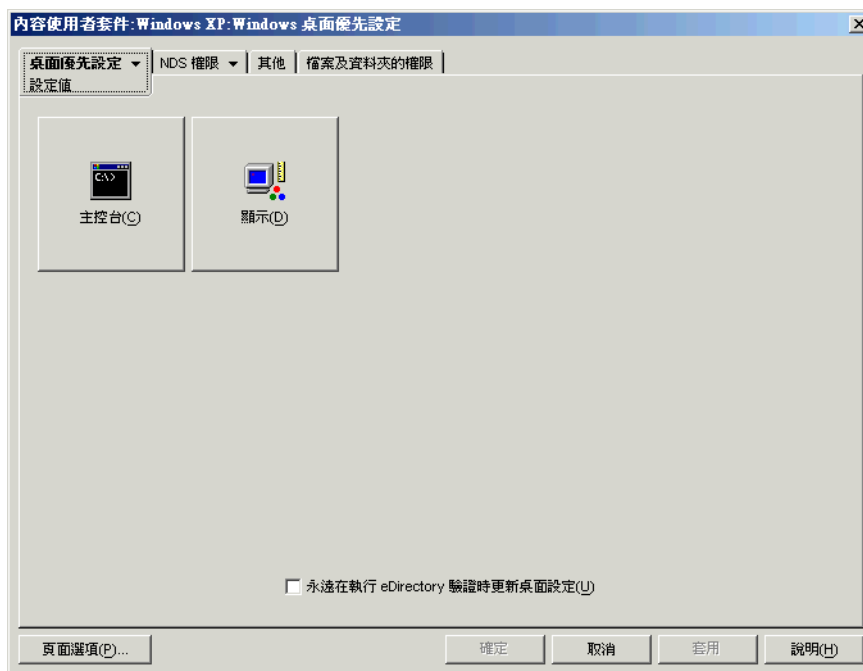 內容使用者套件:Windows XP:Windows 桌面優先設定
桌面優先設定 NDS 權限 其他 檔案及資料夾的權限
設定值
C:\>
主控台(C) 顯示(D)
永遠在執行 eDirectory 驗證時更新桌面設定(U)
頁面選項(P)... 確定 取消 套用 說明(H)